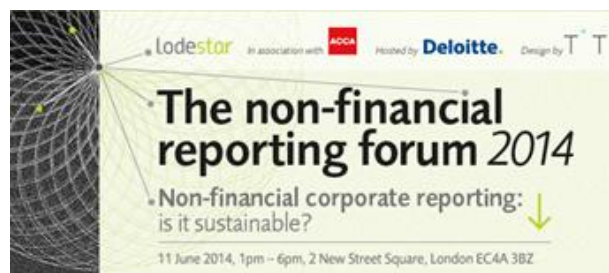 lodestar In association with ACCA Hosted by Deloitte. Design by T T
The non-financial
reporting forum 2014
Non-financial corporate reporting:
is it sustainable?
11 June 2014, 1pm – 6pm, 2 New Street Square, London EC4A 3BZ